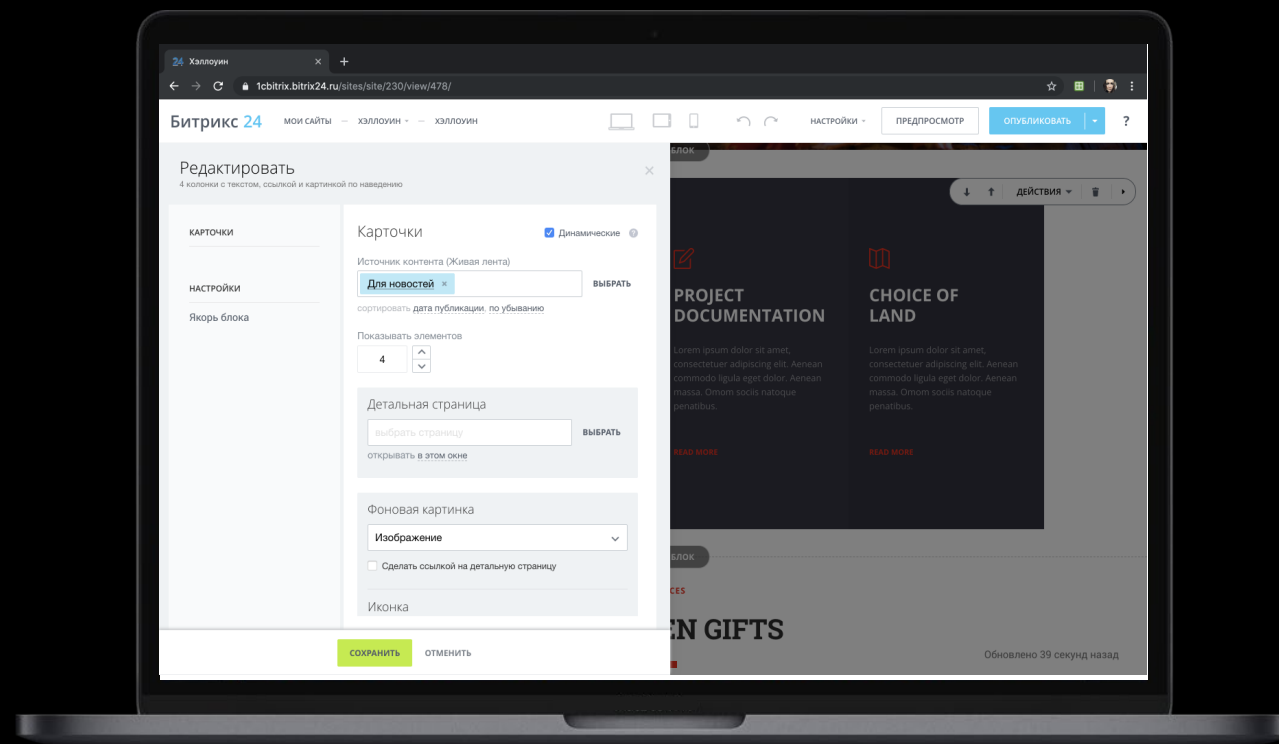 24 Хэллоуин
1cbitrix.bitrix24.ru/sites/site/230/view/478/
Битрикс 24
МОИ САЙТЫ — ХЭЛЛОУИН — ХЭЛЛОУИН
НАСТРОЙКИ
ПРЕДПРОСМОТР
ОПУБЛИКОВАТЬ
?
Редактировать
4 колонки с текстом, ссылкой и картинкой по наведению
КАРТОЧКИ
НАСТРОЙКИ
Якорь блока
Карточки
Динамические ?
Источник контента (Живая лента)
Для новостей ×
ВЫБРАТЬ
сортировать дата публикации, по убыванию
Показывать элементов
4
Детальная страница
выбрать страницу
ВЫБРАТЬ
открывать в этом окне
Фоновая картинка
Изображение
Сделать ссылкой на детальную страницу
Иконка
СОХРАНИТЬ
ОТМЕНИТЬ
БЛОК
ДЕЙСТВИЯ
PROJECT
DOCUMENTATION
Lorem ipsum dolor sit amet,
consectetuer adipiscing elit. Aenean
commodo ligula eget dolor. Aenean
massa. Omom sociis natoque
penatibus.
READ MORE
CHOICE OF
LAND
Lorem ipsum dolor sit amet,
consectetuer adipiscing elit. Aenean
commodo ligula eget dolor. Aenean
massa. Omom sociis natoque
penatibus.
READ MORE
БЛОК
CES
EN GIFTS
Обновлено 39 секунд назад